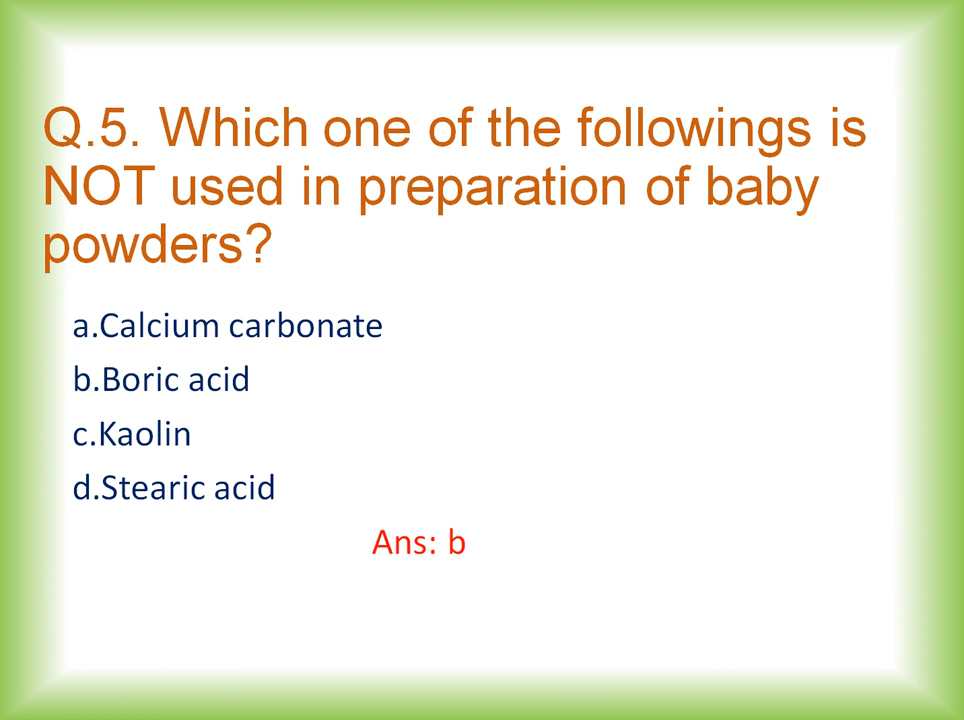 Q.5. Which one of the followings is
NOT used in preparation of baby
powders?
a.Calcium carbonate
b.Boric acid
c.Kaolin
d.Stearic acid
Ans: b